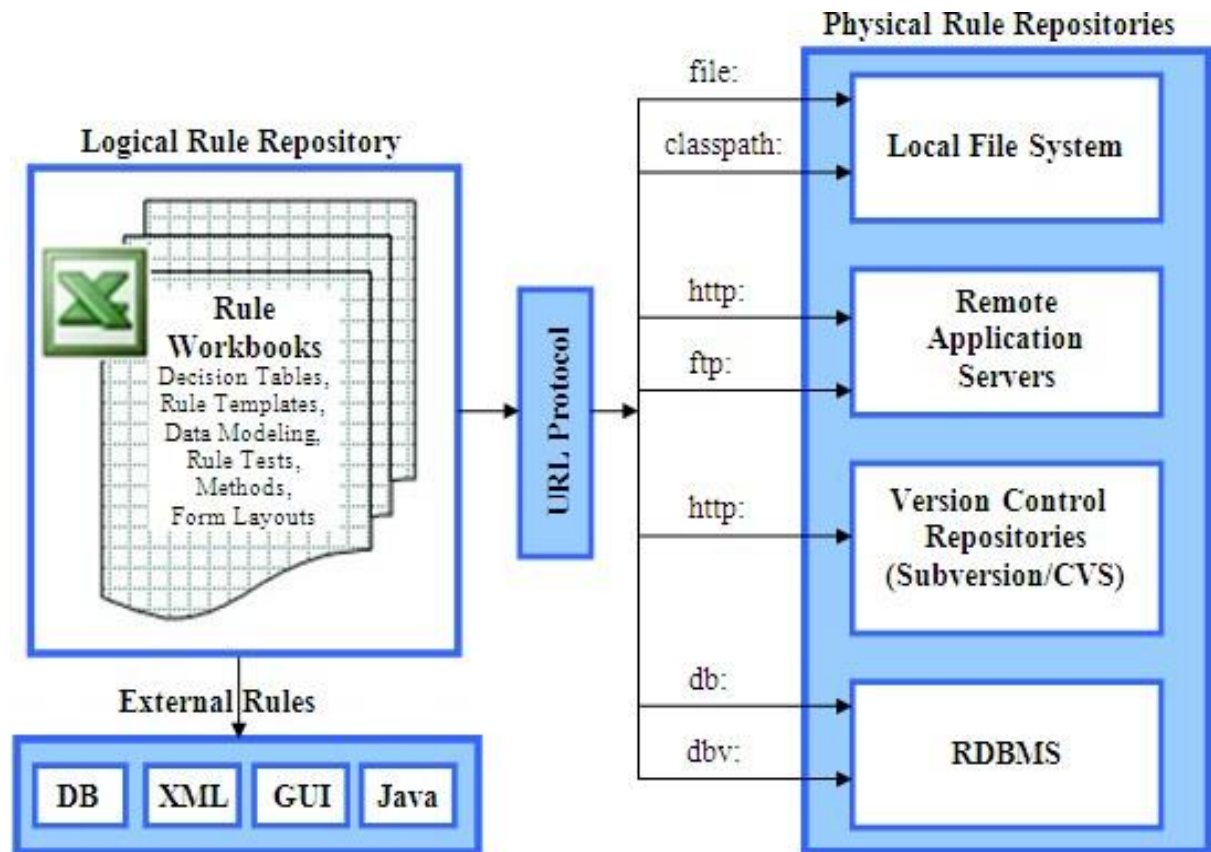 Physical Rule Repositories
Logical Rule Repository
Rule
Workbooks
Decision Tables,
Rule Templates,
Data Modeling,
Rule Tests,
Methods,
Form Layouts
External Rules
DB
XML
GUI
Java
URL Protocol
file:
classpath:
Local File System
http:
ftp:
Remote
Application
Servers
http:
Version Control
Repositories
(Subversion/CVS)
db:
dbv:
RDBMS